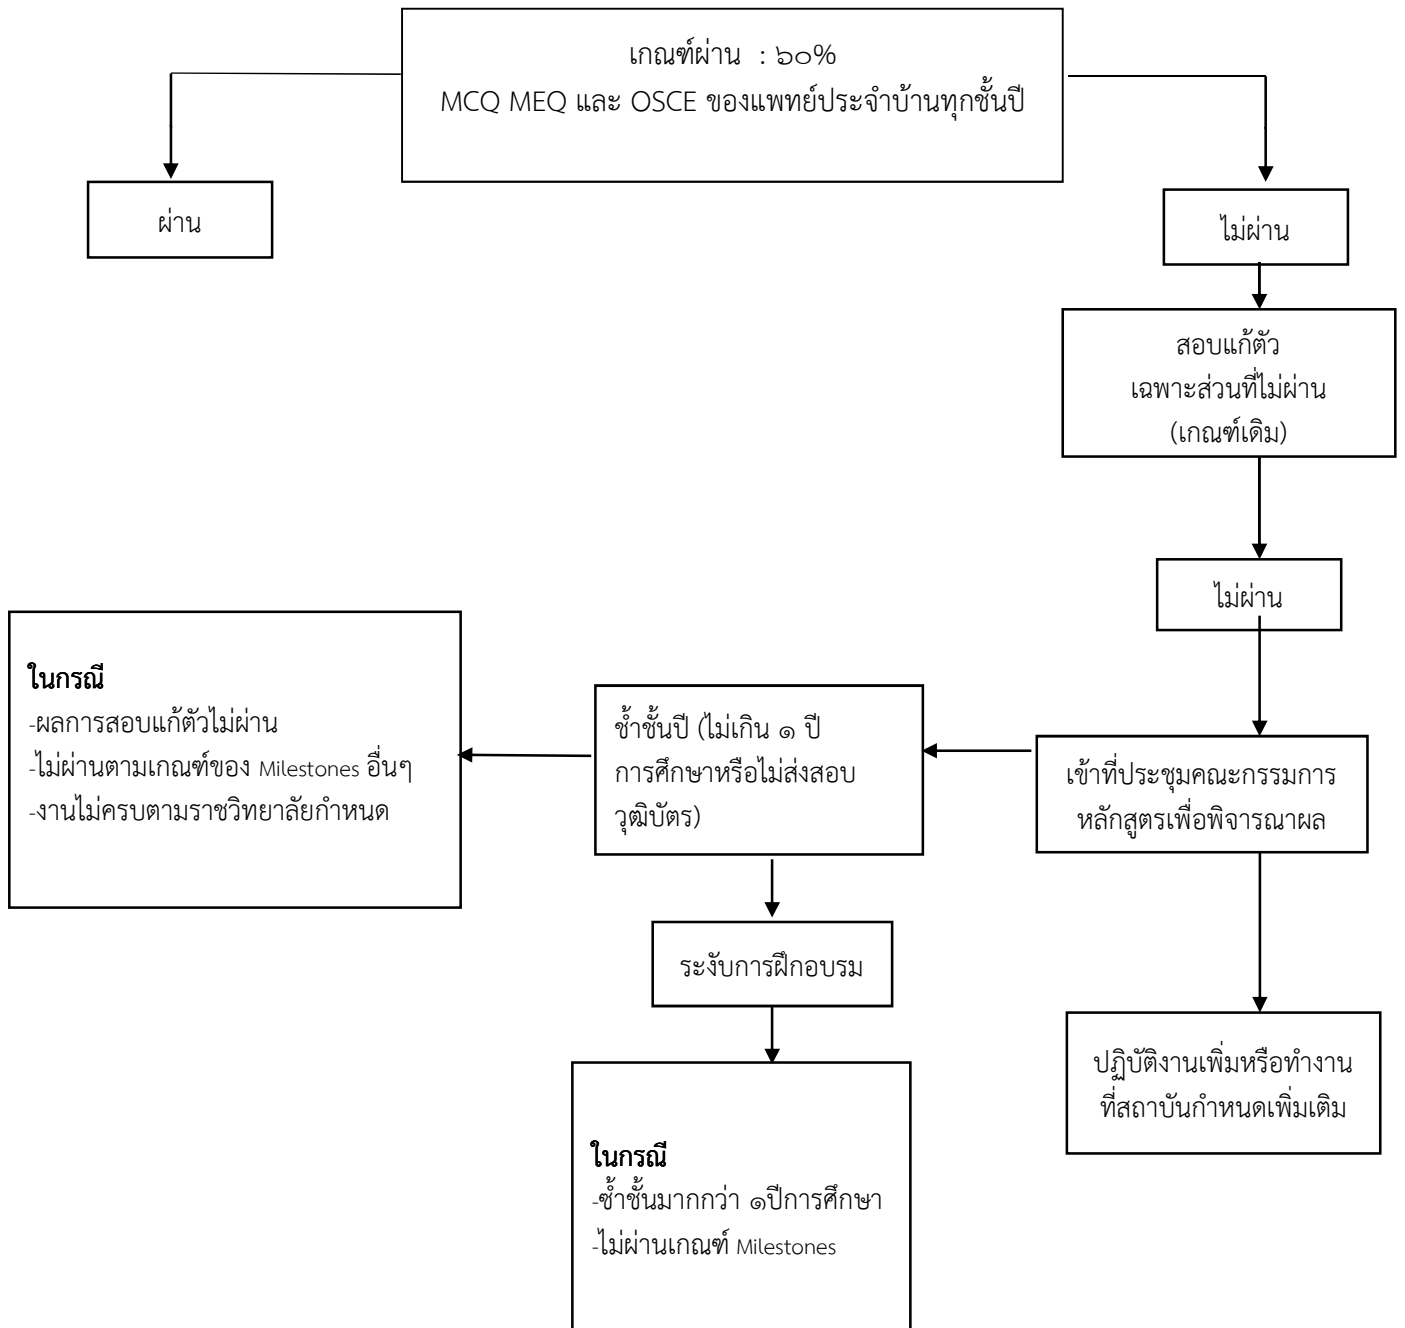 เกณฑ์ผ่าน : ๖๐%
MCQ MEQ และ OSCE ของแพทย์ประจำบ้านทุกชั้นปี
ผ่าน
ไม่ผ่าน
สอบแก้ตัว
เฉพาะส่วนที่ไม่ผ่าน
(เกณฑ์เดิม)
ไม่ผ่าน
ในกรณี
-ผลการสอบแก้ตัวไม่ผ่าน
-ไม่ผ่านตามเกณฑ์ของ Milestones อื่นๆ
-งานไม่ครบตามราชวิทยาลัยกำหนด
ซ้ำชั้นปี (ไม่เกิน ๑ ปี
การศึกษาหรือไม่ส่งสอบ
วุฒิบัตร)
เข้าที่ประชุมคณะกรรมการ
หลักสูตรเพื่อพิจารณาผล
ระงับการฝึกอบรม
ปฏิบัติงานเพิ่มหรือทำงาน
ที่สถาบันกำหนดเพิ่มเติม
ในกรณี
-ซ้ำชั้นมากกว่า ๑ปีการศึกษา
-ไม่ผ่านเกณฑ์ Milestones